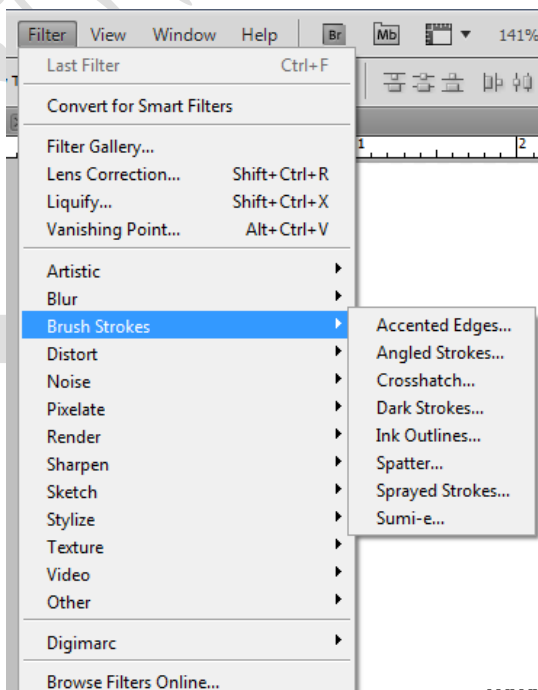 Filter View Window Help Br Mb 141%
Last Filter Ctrl+F
Convert for Smart Filters
Filter Gallery...
Lens Correction... Shift+Ctrl+R
Liquify... Shift+Ctrl+X
Vanishing Point... Alt+Ctrl+V
Artistic
Blur
Brush Strokes
Distort
Noise
Pixelate
Render
Sharpen
Sketch
Stylize
Texture
Video
Other
Digimarc
Browse Filters Online...
1 2
Accented Edges...
Angled Strokes...
Crosshatch...
Dark Strokes...
Ink Outlines...
Spatter...
Sprayed Strokes...
Sumi-e...